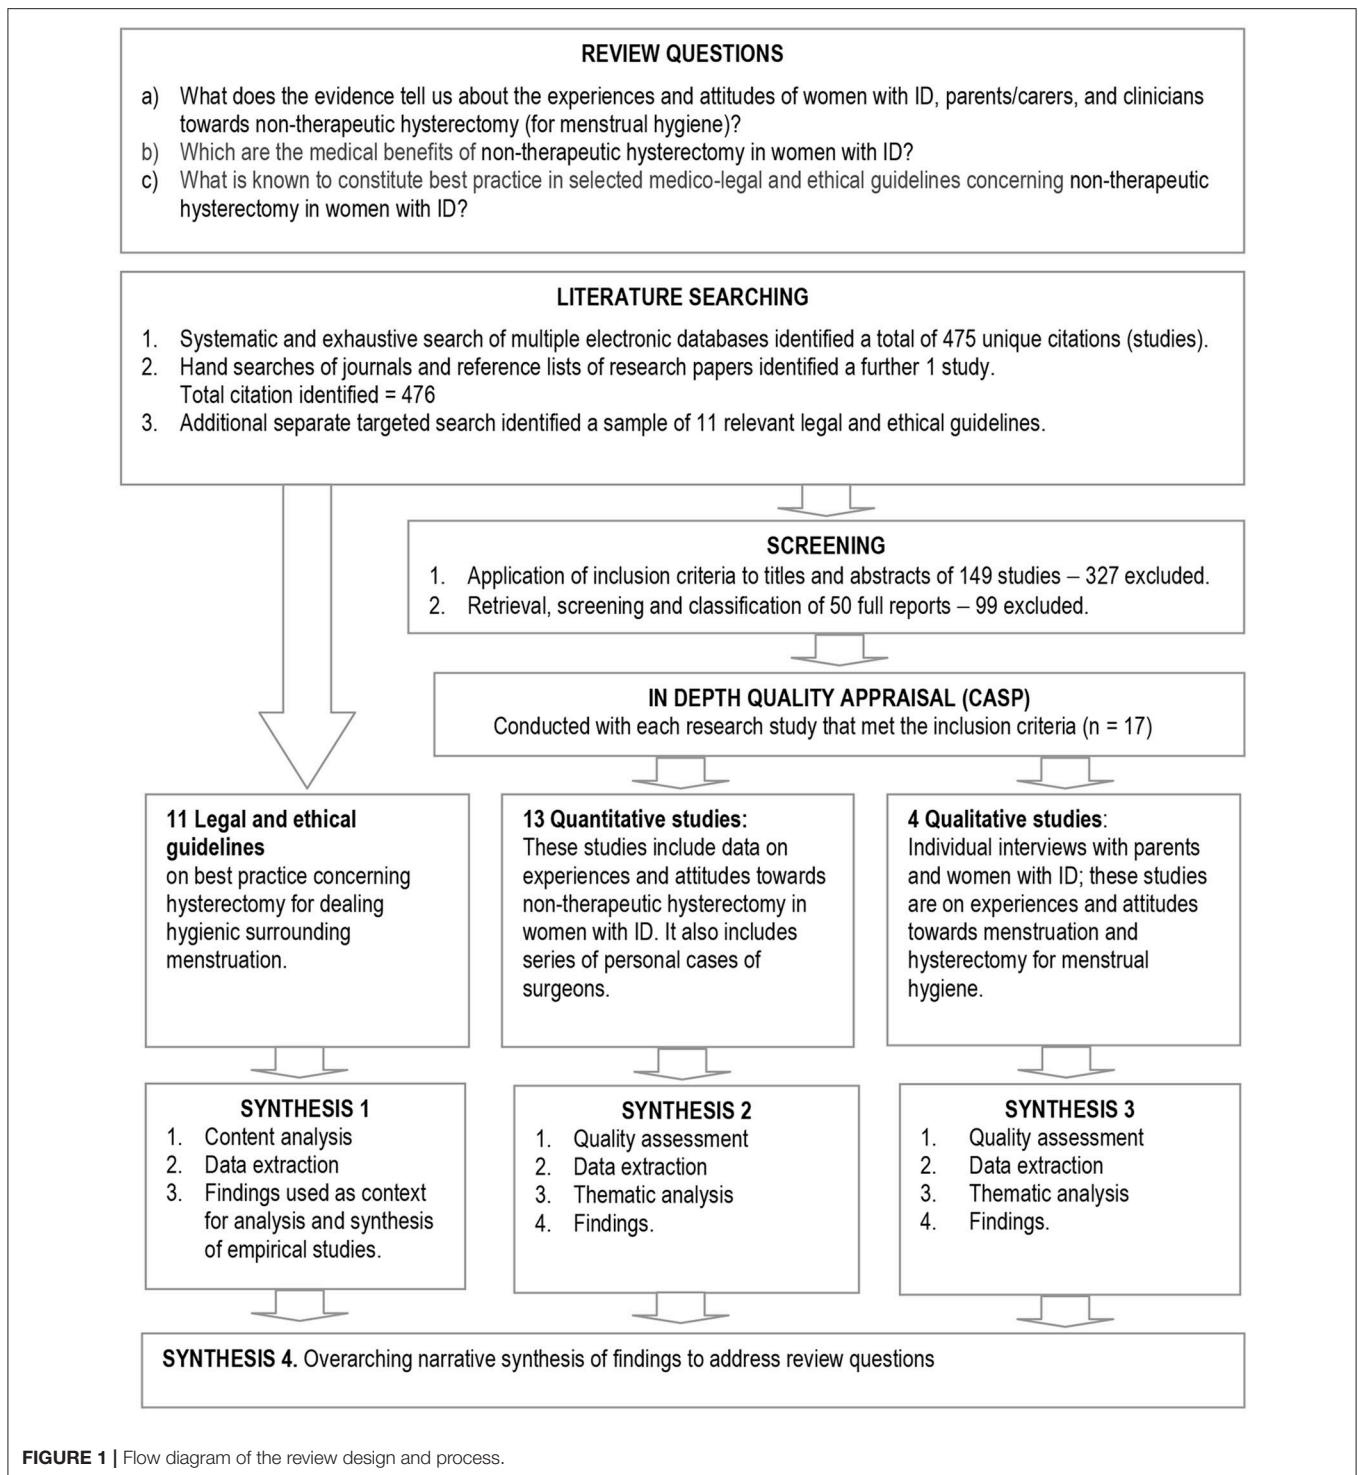 REVIEW QUESTIONS
a) What does the evidence tell us about the experiences and attitudes of women with ID, parents/carers, and clinicians
towards non-therapeutic hysterectomy (for menstrual hygiene)?
b) Which are the medical benefits of non-therapeutic hysterectomy in women with ID?
c) What is known to constitute best practice in selected medico-legal and ethical guidelines concerning non-therapeutic
hysterectomy in women with ID?
LITERATURE SEARCHING
1. Systematic and exhaustive search of multiple electronic databases identified a total of 475 unique citations (studies).
2. Hand searches of journals and reference lists of research papers identified a further 1 study.
Total citation identified = 476
3. Additional separate targeted search identified a sample of 11 relevant legal and ethical guidelines.
SCREENING
1. Application of inclusion criteria to titles and abstracts of 149 studies – 327 excluded.
2. Retrieval, screening and classification of 50 full reports – 99 excluded.
IN DEPTH QUALITY APPRAISAL (CASP)
Conducted with each research study that met the inclusion criteria (n = 17)
11 Legal and ethical
guidelines
on best practice concerning
hysterectomy for dealing
hygienic surrounding
menstruation.
13 Quantitative studies:
These studies include data on
experiences and attitudes towards
non-therapeutic hysterectomy in
women with ID. It also includes
series of personal cases of
surgeons.
4 Qualitative studies:
Individual interviews with parents
and women with ID; these studies
are on experiences and attitudes
towards menstruation and
hysterectomy for menstrual
hygiene.
SYNTHESIS 1
1. Content analysis
2. Data extraction
3. Findings used as context
for analysis and synthesis
of empirical studies.
SYNTHESIS 2
1. Quality assessment
2. Data extraction
3. Thematic analysis
4. Findings.
SYNTHESIS 3
1. Quality assessment
2. Data extraction
3. Thematic analysis
4. Findings.
SYNTHESIS 4. Overarching narrative synthesis of findings to address review questions
FIGURE 1 | Flow diagram of the review design and process.